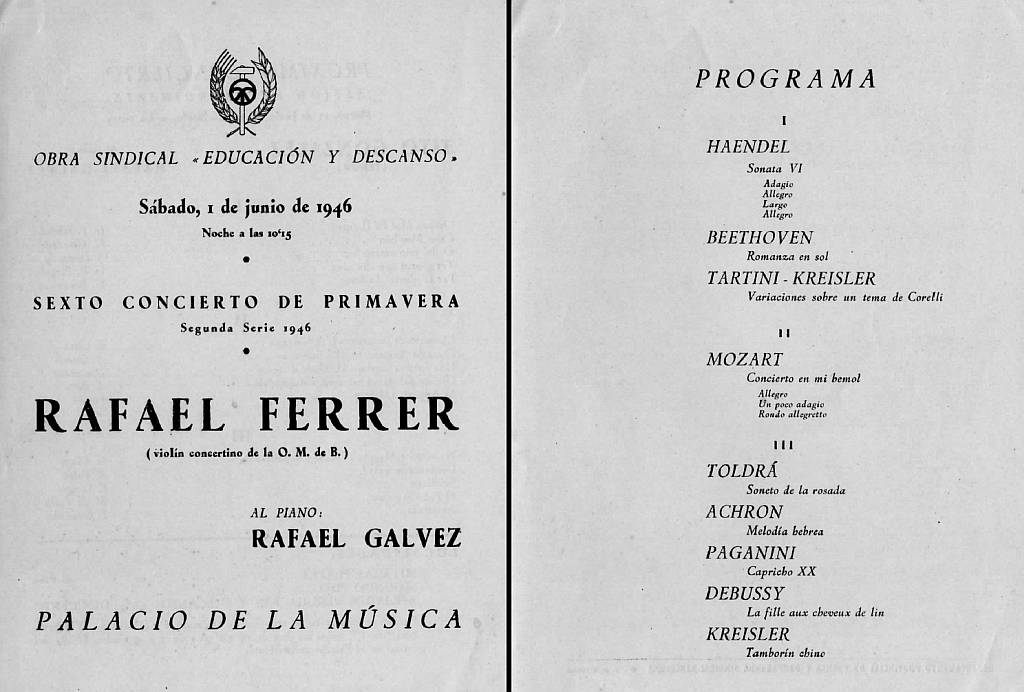 OBRA SINDICAL «EDUCACIÓN Y DESCANSO»
Sábado, 1 de junio de 1946
Noche a las 10'15
SEXTO CONCIERTO DE PRIMAVERA
Segunda Serie 1946
RAFAEL FERRER
(violín concertino de la O. M. de B.)
AL PIANO:
RAFAEL GALVEZ
PALACIO DE LA MÚSICA
PROGRAMA
I
HAENDEL
Sonata VI
Adagio
Allegro
Largo
Allegro
BEETHOVEN
Romanza en sol
TARTINI - KREISLER
Variaciones sobre un tema de Corelli
II
MOZART
Concierto en mi bemol
Allegro
Un poco adagio
Rondo allegretto
III
TOLDRÁ
Soneto de la rosada
ACHRON
Melodía hebrea
PAGANINI
Capricho XX
DEBUSSY
La fille aux cheveux de lin
KREISLER
Tamborín chino